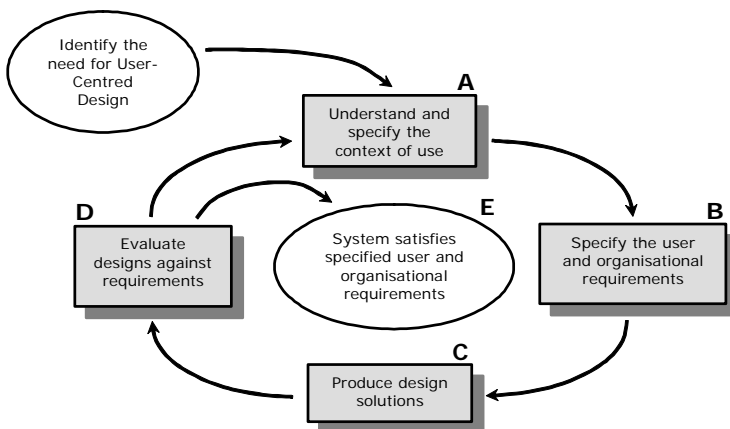 Identify the
need for User-
Centred
Design
A
Understand and
specify the
context of use
B
Specify the user
and organisational
requirements
C
Produce design
solutions
D
Evaluate
designs against
requirements
E
System satisfies
specified user and
organisational
requirements